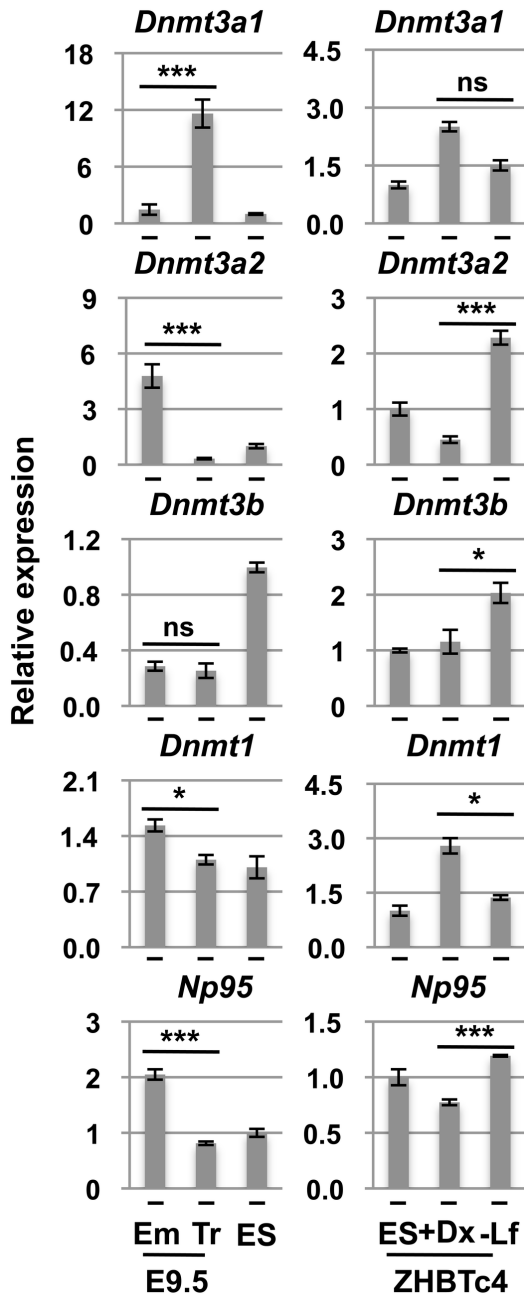 Dnmt3a1
Dnmt3a1
18
12
6
0
***
4.5
3.0
1.5
0.0
ns
Dnmt3a2
Dnmt3a2
9
6
3
0
***
3
2
1
0
***
Relative expression
Dnmt3b
Dnmt3b
1.2
0.8
0.4
0.0
ns
3
2
1
0
*
Dnmt1
Dnmt1
2.1
1.4
0.7
0.0
*
4.5
3.0
1.5
0.0
*
Np95
Np95
3
2
1
0
***
1.5
1.0
0.5
0.0
***
Em Tr ES
E9.5
ES +Dx -Lf
ZHBTc4